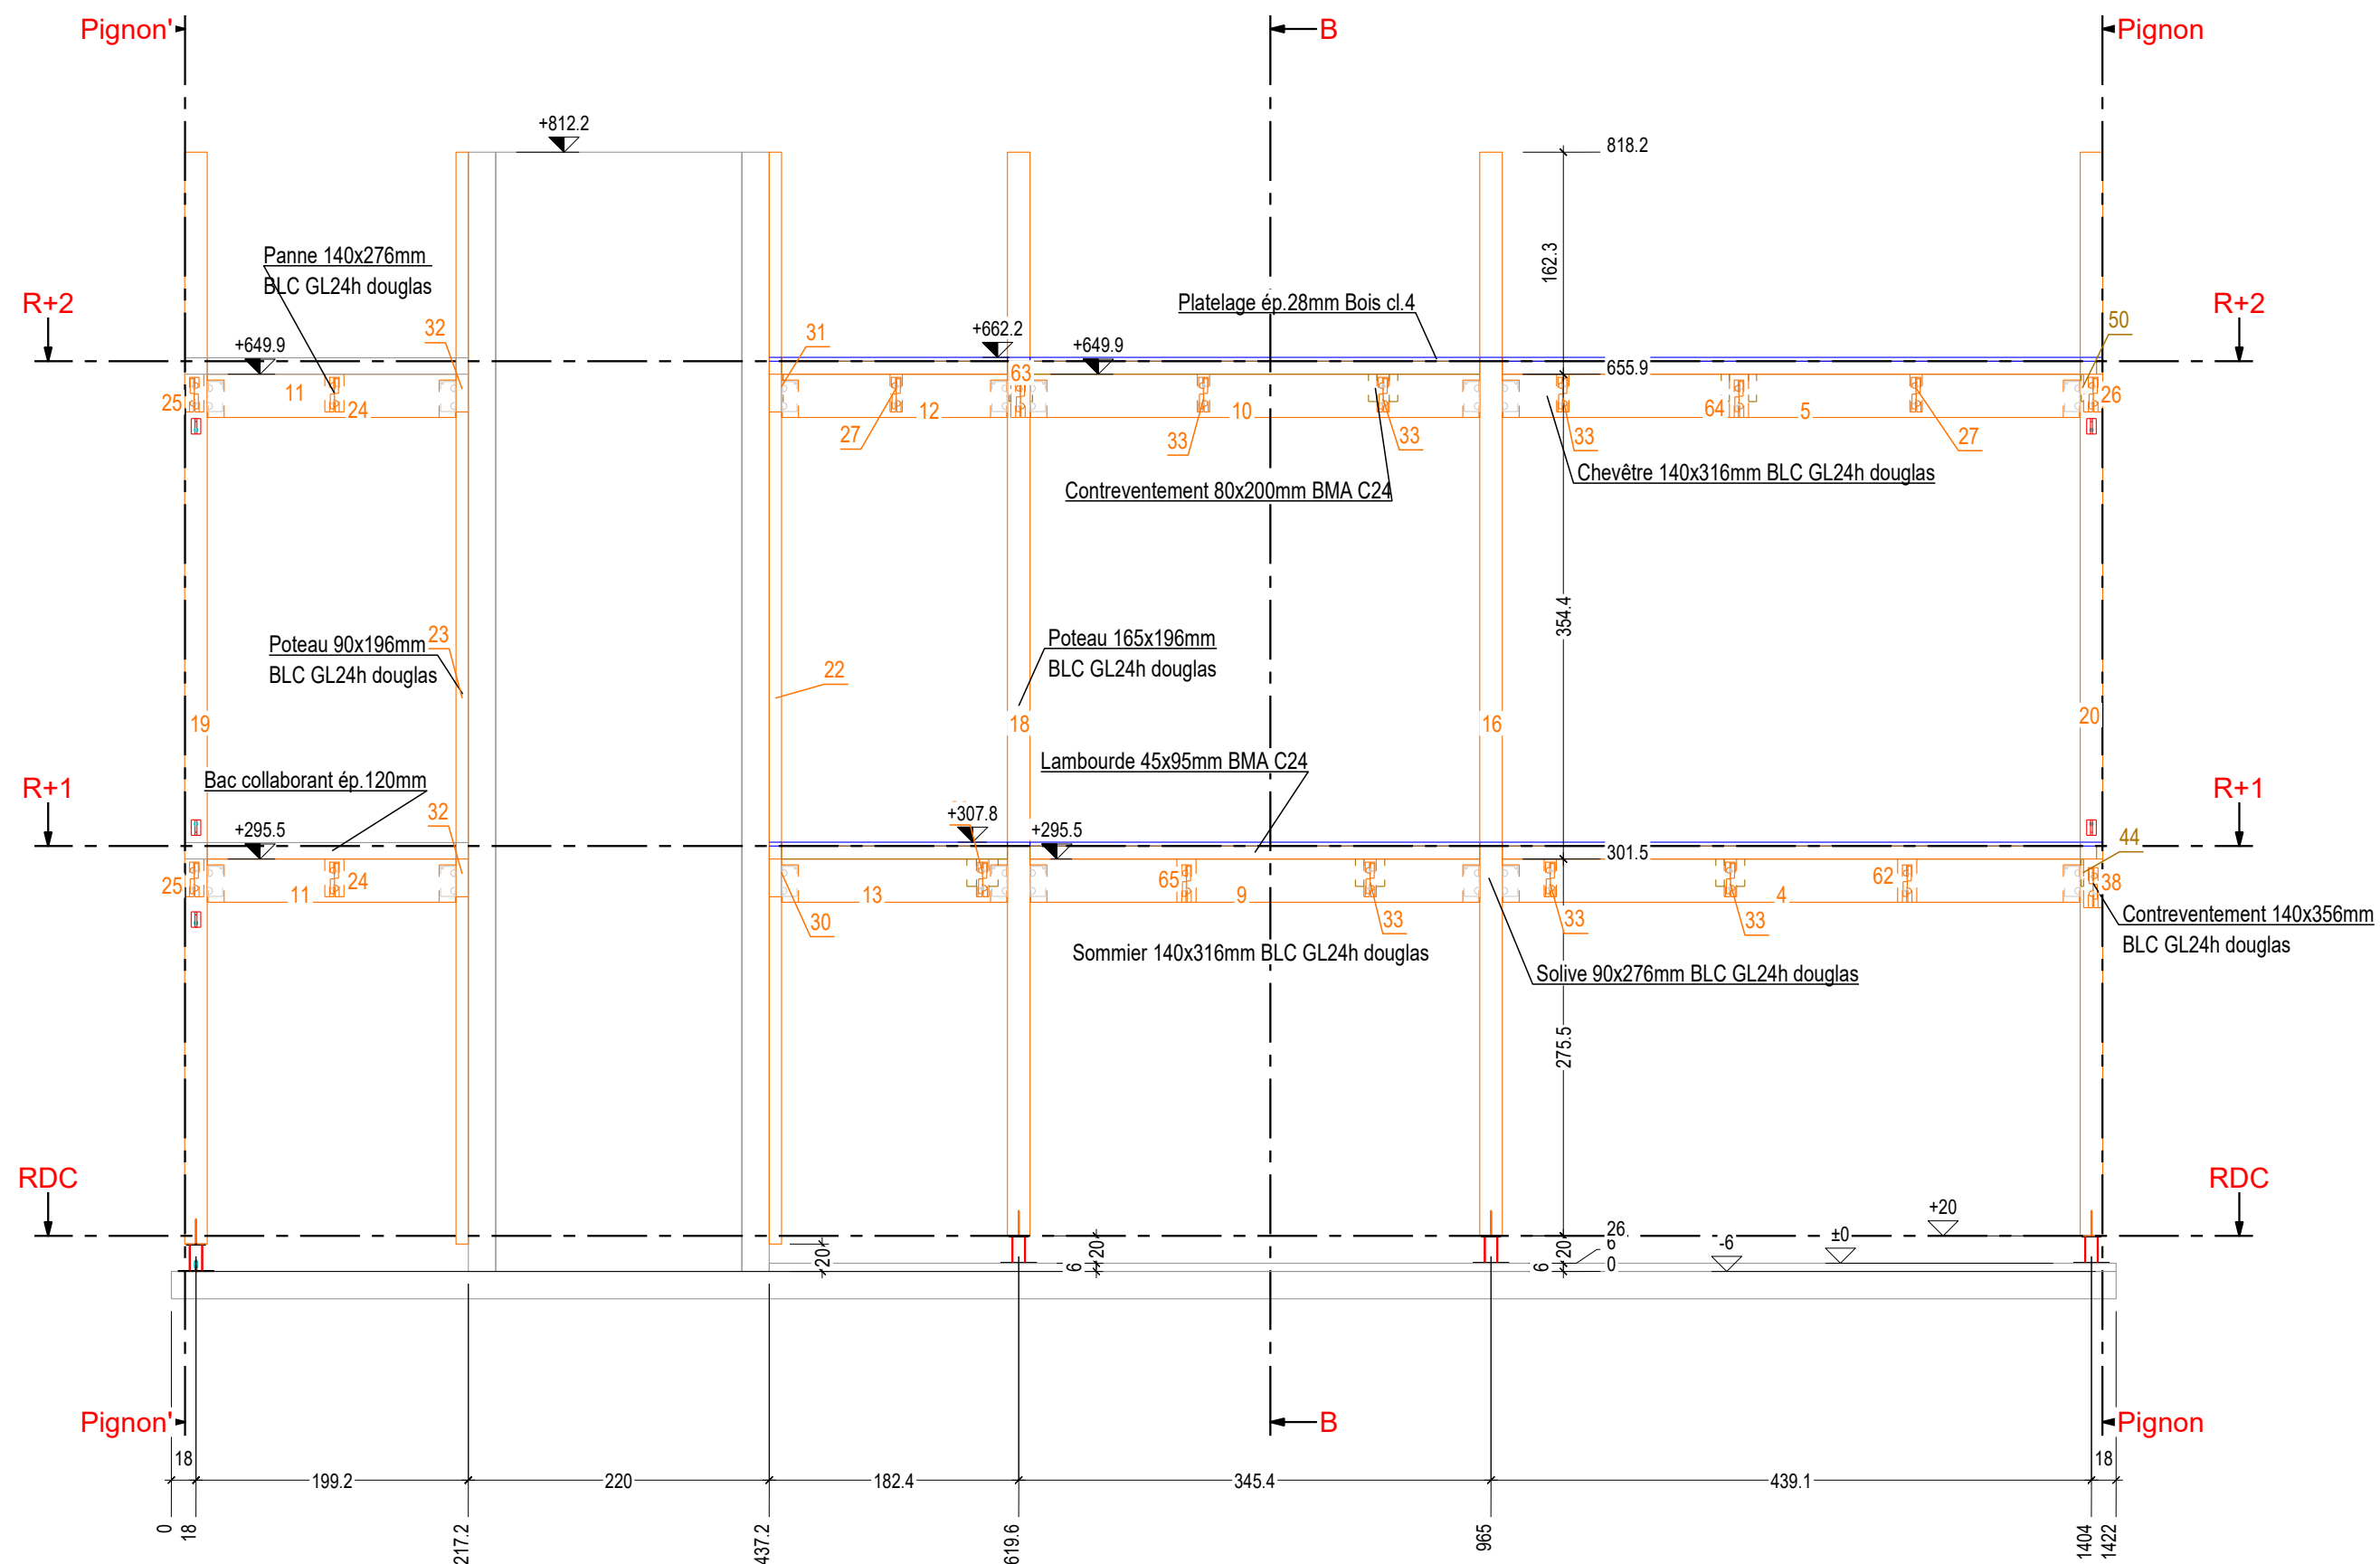 Pignon'
B
Pignon
+812.2
818.2
Panne 140x276mm
BLC GL24h douglas
162.3
R+2
Platelage ép.28mm Bois cl.4
R+2
32
31
+662.2
50
+649.9
+649.9
655.9
63
25
11
24
12
10
64
5
26
27
33
33
33
27
Chevêtre 140x316mm BLC GL24h douglas
Contreventement 80x200mm BMA C24
354.4
Poteau 90x196mm
BLC GL24h douglas
23
Poteau 165x196mm
BLC GL24h douglas
22
19
18
16
20
Lambourde 45x95mm BMA C24
R+1
Bac collaborant ép.120mm
R+1
32
+307.8
44
+295.5
+295.5
301.5
25
11
24
13
65
9
4
62
38
30
33
33
33
Contreventement 140x356mm
BLC GL24h douglas
Sommier 140x316mm BLC GL24h douglas
Solive 90x276mm BLC GL24h douglas
275.5
RDC
RDC
+20
26
±0
-6
6
20
20
20
6
6
0
Pignon'
B
Pignon
18
199.2
220
182.4
345.4
439.1
18
0
18
217.2
437.2
619.6
965
1404
1422